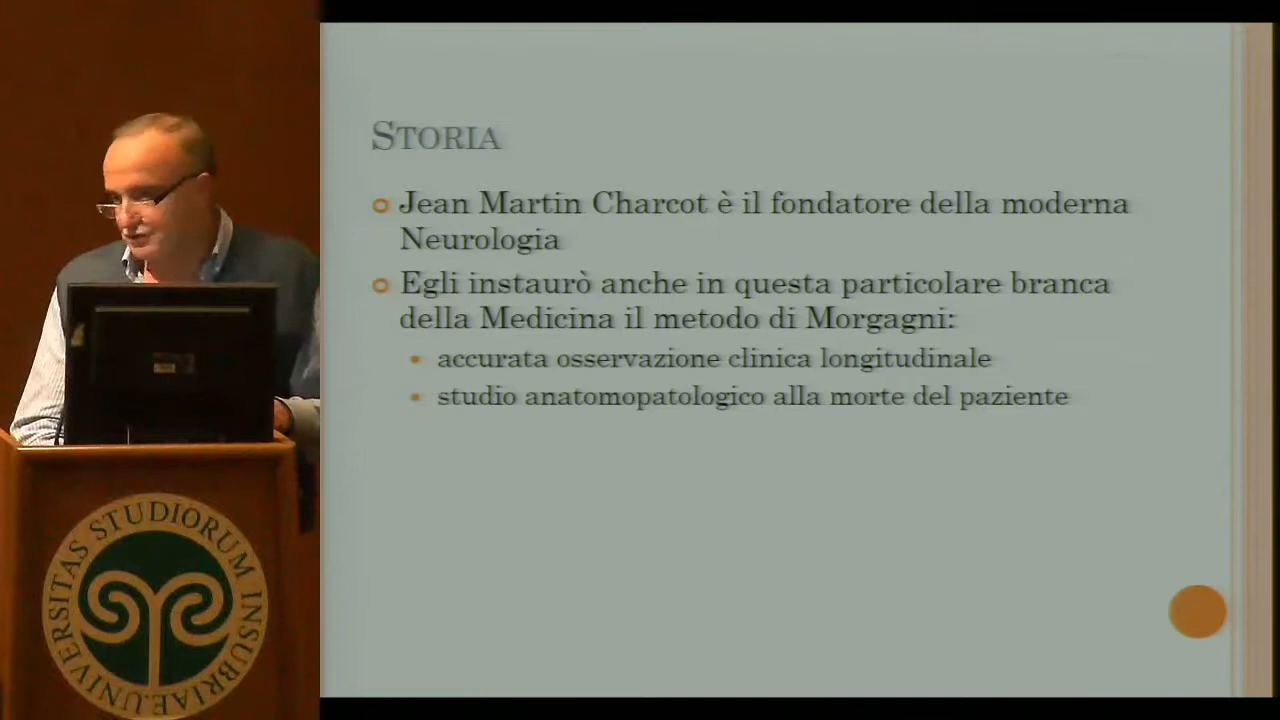 STORIA
Jean Martin Charcot è il fondatore della moderna
Neurologia
Egli instaurò anche in questa particolare branca
della Medicina il metodo di Morgagni:
accurata osservazione clinica longitudinale
studio anatomopatologico alla morte del paziente
UNIVERSITAS STUDIORUM INSUBRIAE